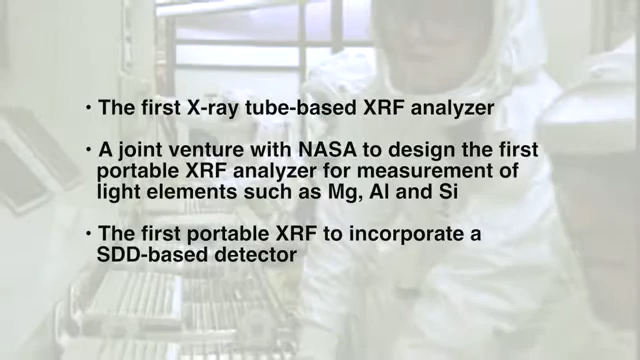 • The first X-ray tube-based XRF analyzer
• A joint venture with NASA to design the first
portable XRF analyzer for measurement of
light elements such as Mg, Al and Si
• The first portable XRF to incorporate a
SDD-based detector